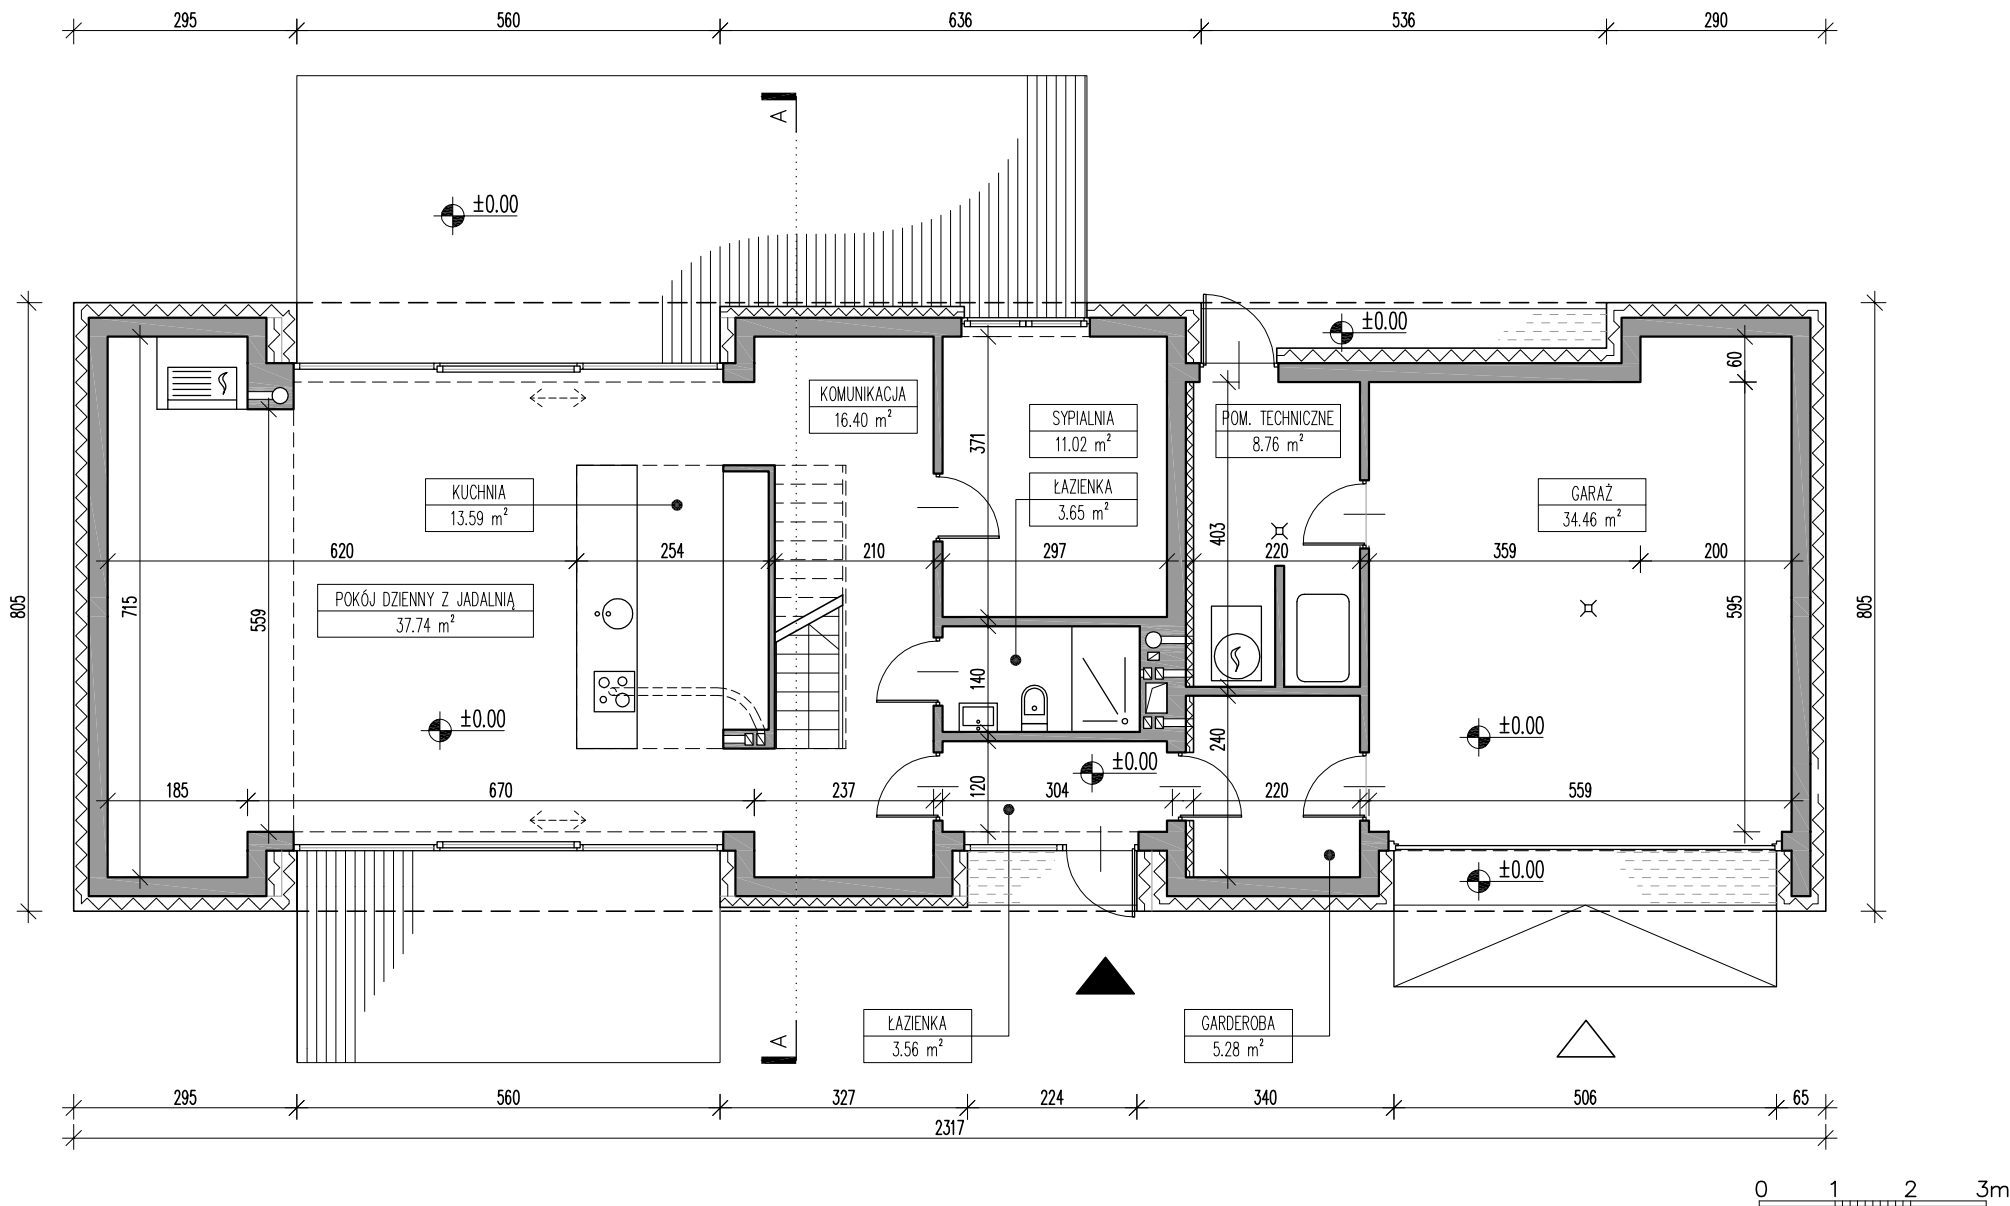 295 560 636 536 290
A
±0.00
±0.00
60
KOMUNIKACJA
16.40 m²
SYPIALNIA
11.02 m²
POM. TECHNICZNE
8.76 m²
371
ŁAZIENKA
3.65 m²
KUCHNIA
13.59 m²
GARAŻ
34.46 m²
403
620 254 210 297 220 359 200
805 715 559 595 805
POKÓJ DZIENNY Z JADALNIĄ
37.74 m²
140
±0.00
±0.00
240
±0.00
120
185 670 237 304 220 559
±0.00
A
ŁAZIENKA
3.56 m²
GARDEROBA
5.28 m²
295 560 327 224 340 506 65
2317
0 1 2 3m